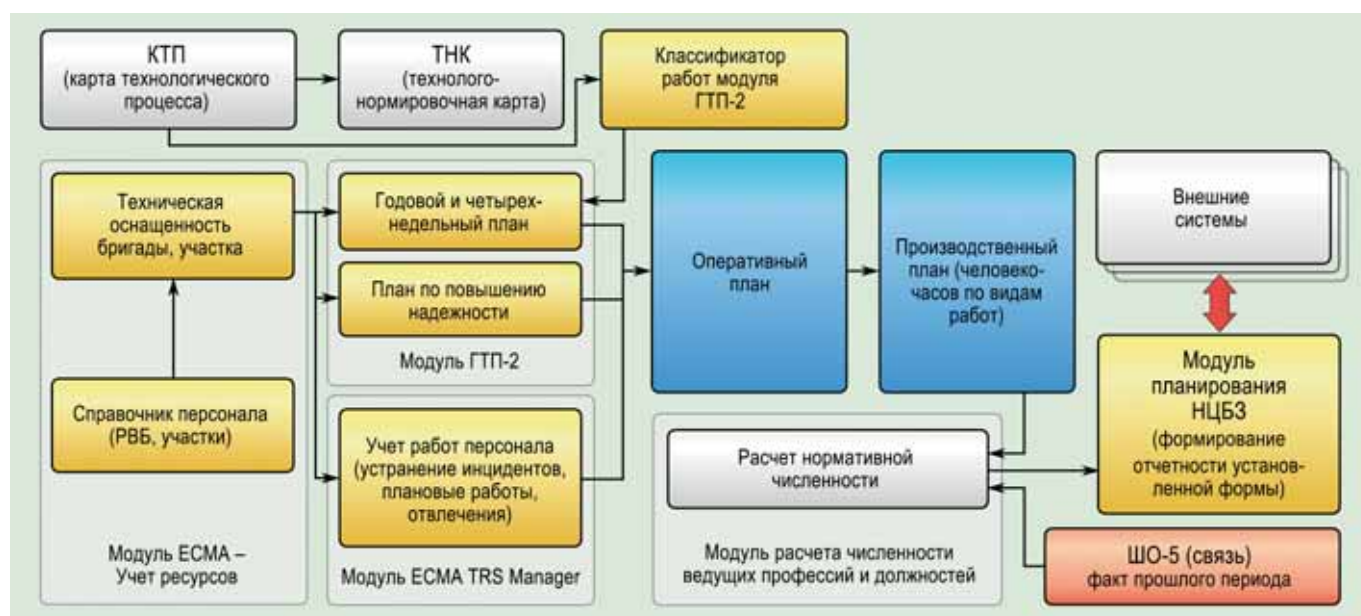 КТП
(карта технологического
процесса)
ТНК
(технолого-
нормировочная карта)
Классификатор
работ модуля
ГТП-2
Техническая
оснащенность
бригады, участка
Справочник персонала
(РВБ, участки)
Модуль ЕСМА –
Учет ресурсов
Годовой и четырех-
недельный план
План по повышению
надежности
Модуль ГТП-2
Учет работ персонала
(устранение инцидентов,
плановые работы,
отвлечения)
Модуль ЕСМА TRS Manager
Оперативный
план
Производственный
план (человеко-
часов по видам
работ)
Расчет нормативной
численности
Модуль расчета численности
ведущих профессий и должностей
Внешние
системы
Модуль
планирования
НЦБЗ
(формирование
отчетности установ-
ленной формы)
ШО-5 (связь)
факт прошлого периода